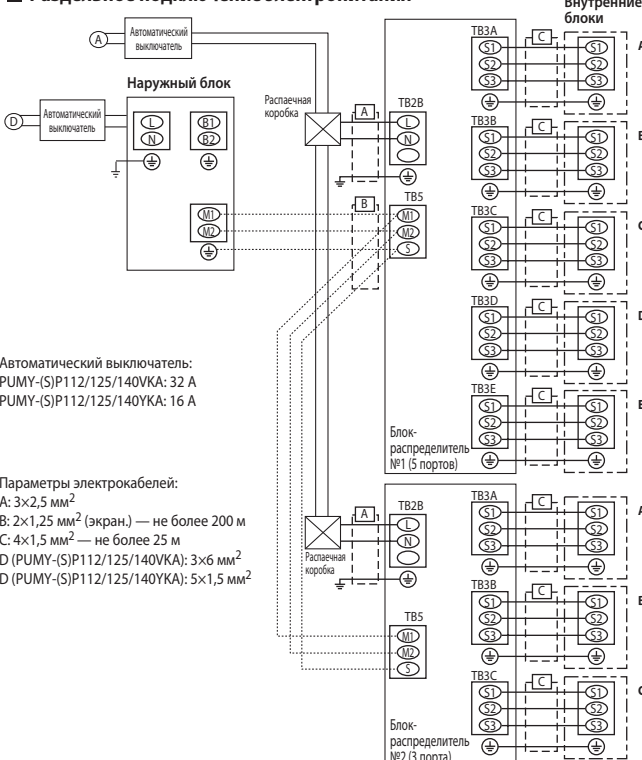 Раздельное подключение электропитания
Внутренние
блоки
A
Автоматический
выключатель
Наружный блок
D
Автоматический
выключатель
L
N
B1
B2
M1
M2
Распаечная
коробка
A
TB2B
L
N
B
TB5
M1
M2
S
TB3A
S1
S2
S3
C
S1
S2
S3
TB3B
S1
S2
S3
C
S1
S2
S3
TB3C
S1
S2
S3
C
S1
S2
S3
TB3D
S1
S2
S3
C
S1
S2
S3
TB3E
S1
S2
S3
C
S1
S2
S3
Блок-
распределитель
№1 (5 портов)
Автоматический выключатель:
PUMY-(S)P112/125/140VKA: 32 А
PUMY-(S)P112/125/140YKA: 16 А
Параметры электрокабелей:
A: 3×2,5 мм²
B: 2×1,25 мм² (экран.) — не более 200 м
C: 4×1,5 мм² — не более 25 м
D (PUMY-(S)P112/125/140VKA): 3×6 мм²
D (PUMY-(S)P112/125/140YKA): 5×1,5 мм²
A
Распаечная
коробка
TB2B
L
N
TB5
M1
M2
S
TB3A
S1
S2
S3
C
S1
S2
S3
TB3B
S1
S2
S3
C
S1
S2
S3
TB3C
S1
S2
S3
C
S1
S2
S3
Блок-
распределитель
№2 (3 порта)